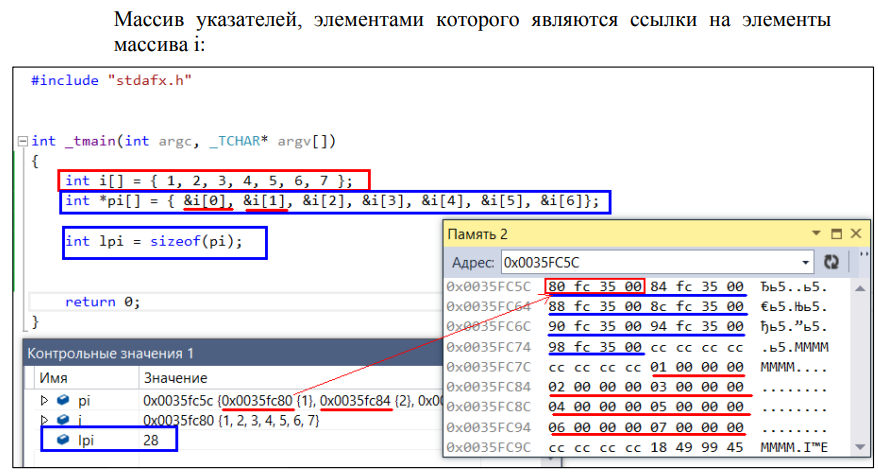 Массив указателей, элементами которого являются ссылки на элементы
массива i:
#include "stdafx.h"
int _tmain(int argc, _TCHAR* argv[])
{
int i[] = { 1, 2, 3, 4, 5, 6, 7 };
int *pi[] = { &i[0], &i[1], &i[2], &i[3], &i[4], &i[5], &i[6]};
int lpi = sizeof(pi);
return 0;
}
Память 2
Адрес: 0x0035FC5C
0x0035FC5C 80 fc 35 00 84 fc 35 00 Ђь5.„ь5.
0x0035FC64 88 fc 35 00 8c fc 35 00 €ь5.Њь5.
0x0035FC6C 90 fc 35 00 94 fc 35 00 ђь5.”ь5.
0x0035FC74 98 fc 35 00 cc cc cc cc .ь5.MMMM
0x0035FC7C cc cc cc cc 01 00 00 00 MMMM....
0x0035FC84 02 00 00 00 03 00 00 00 ........
0x0035FC8C 04 00 00 00 05 00 00 00 ........
0x0035FC94 06 00 00 00 07 00 00 00 ........
0x0035FC9C cc cc cc cc 18 49 99 45 MMMM.I™E
Контрольные значения 1
Имя Значение
pi 0x0035fc5c {0x0035fc80 {1}, 0x0035fc84 {2}, 0x00
i 0x0035fc80 {1, 2, 3, 4, 5, 6, 7}
lpi 28